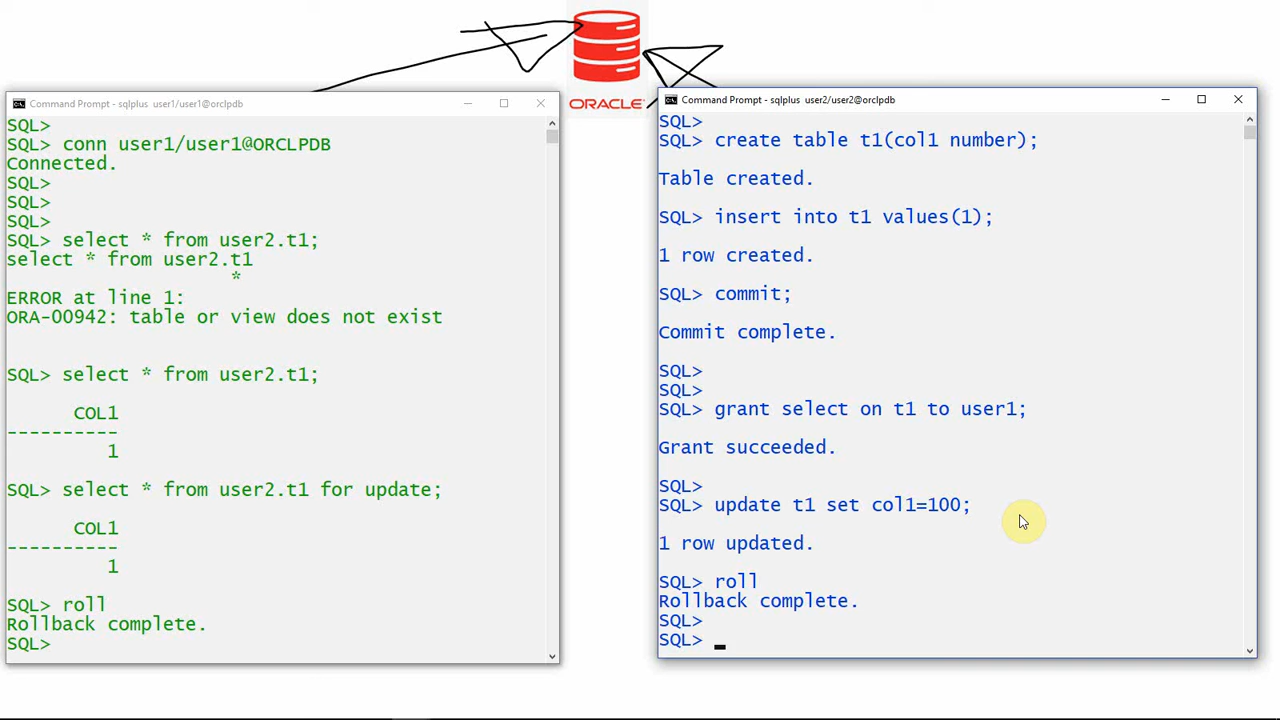 ORACLE
Command Prompt - sqlplus user1/user1@orclpdb
SQL>
SQL> conn user1/user1@ORCLPDB
Connected.
SQL>
SQL>
SQL>
SQL> select * from user2.t1;
select * from user2.t1
*
ERROR at line 1:
ORA-00942: table or view does not exist
SQL> select * from user2.t1;
COL1
----------
1
SQL> select * from user2.t1 for update;
COL1
----------
1
SQL> roll
Rollback complete.
SQL>
Command Prompt - sqlplus user2/user2@orclpdb
SQL>
SQL> create table t1(col1 number);
Table created.
SQL> insert into t1 values(1);
1 row created.
SQL> commit;
Commit complete.
SQL>
SQL>
SQL> grant select on t1 to user1;
Grant succeeded.
SQL>
SQL> update t1 set col1=100;
1 row updated.
SQL> roll
Rollback complete.
SQL>
SQL>